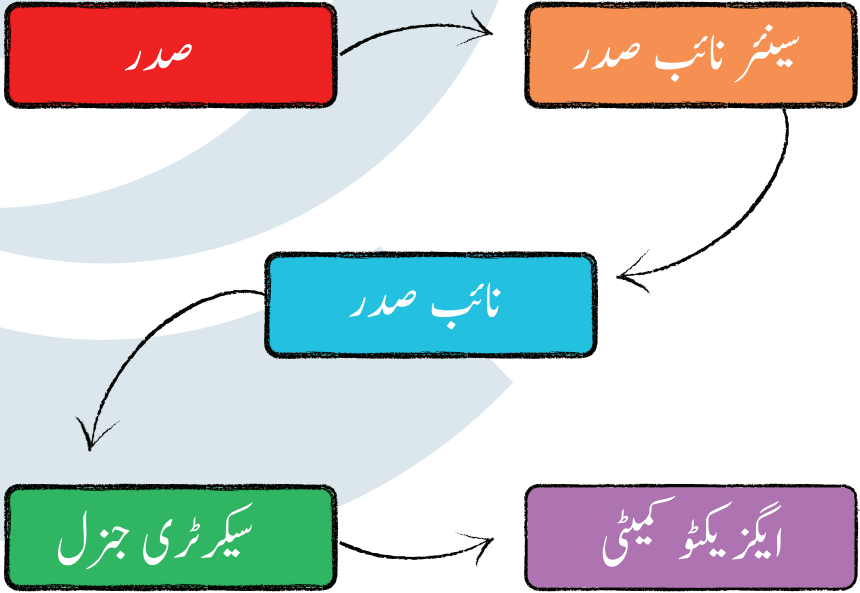 صدر
سینئر نائب صدر
نائب صدر
سیکرٹری جنرل
ایگزیکٹو کمیٹی